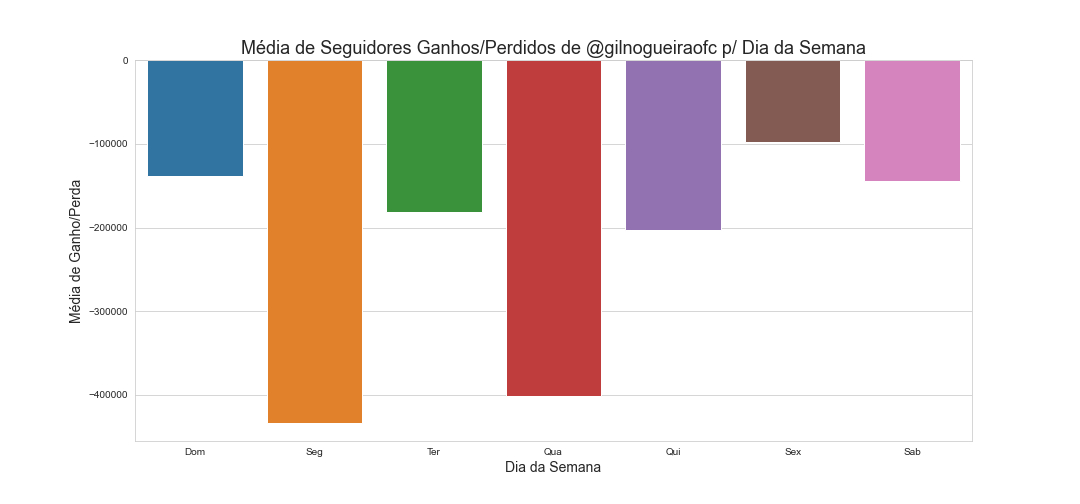 Média de Seguidores Ganhos/Perdidos de @gilnogueiraofc p/ Dia da Semana
Média de Ganho/Perda
0
−100000
−200000
−300000
−400000
Dom Seg Ter Qua Qui Sex Sab
Dia da Semana